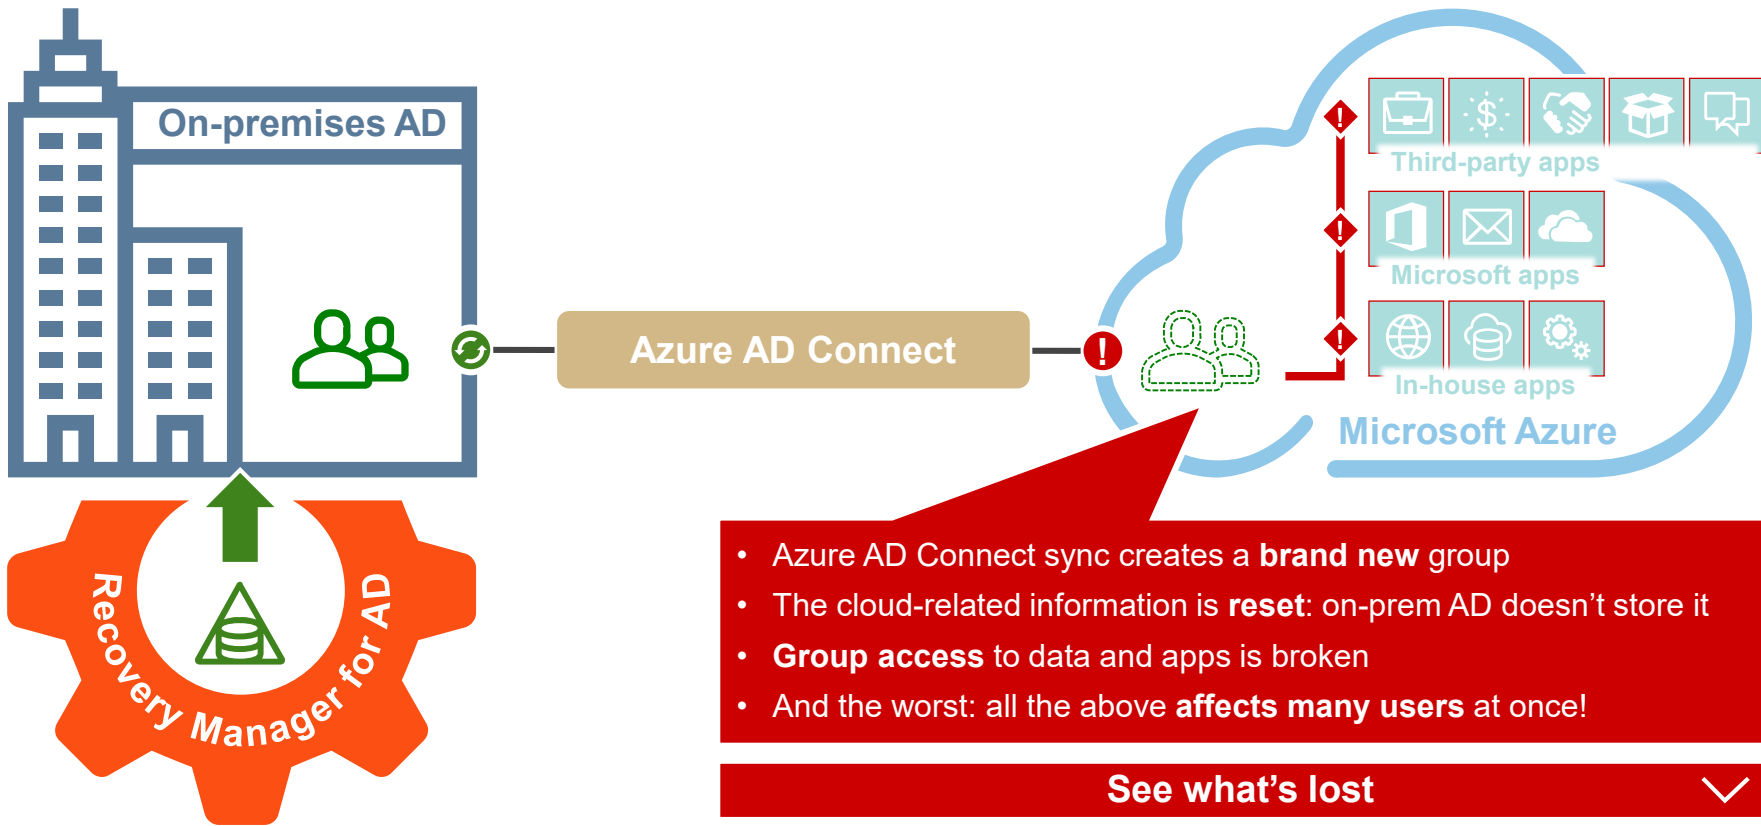 On-premises AD
Azure AD Connect
Third-party apps
Microsoft apps
In-house apps
Microsoft Azure
Recovery Manager for AD
• Azure AD Connect sync creates a brand new group
• The cloud-related information is reset: on-prem AD doesn’t store it
• Group access to data and apps is broken
• And the worst: all the above affects many users at once!
See what’s lost